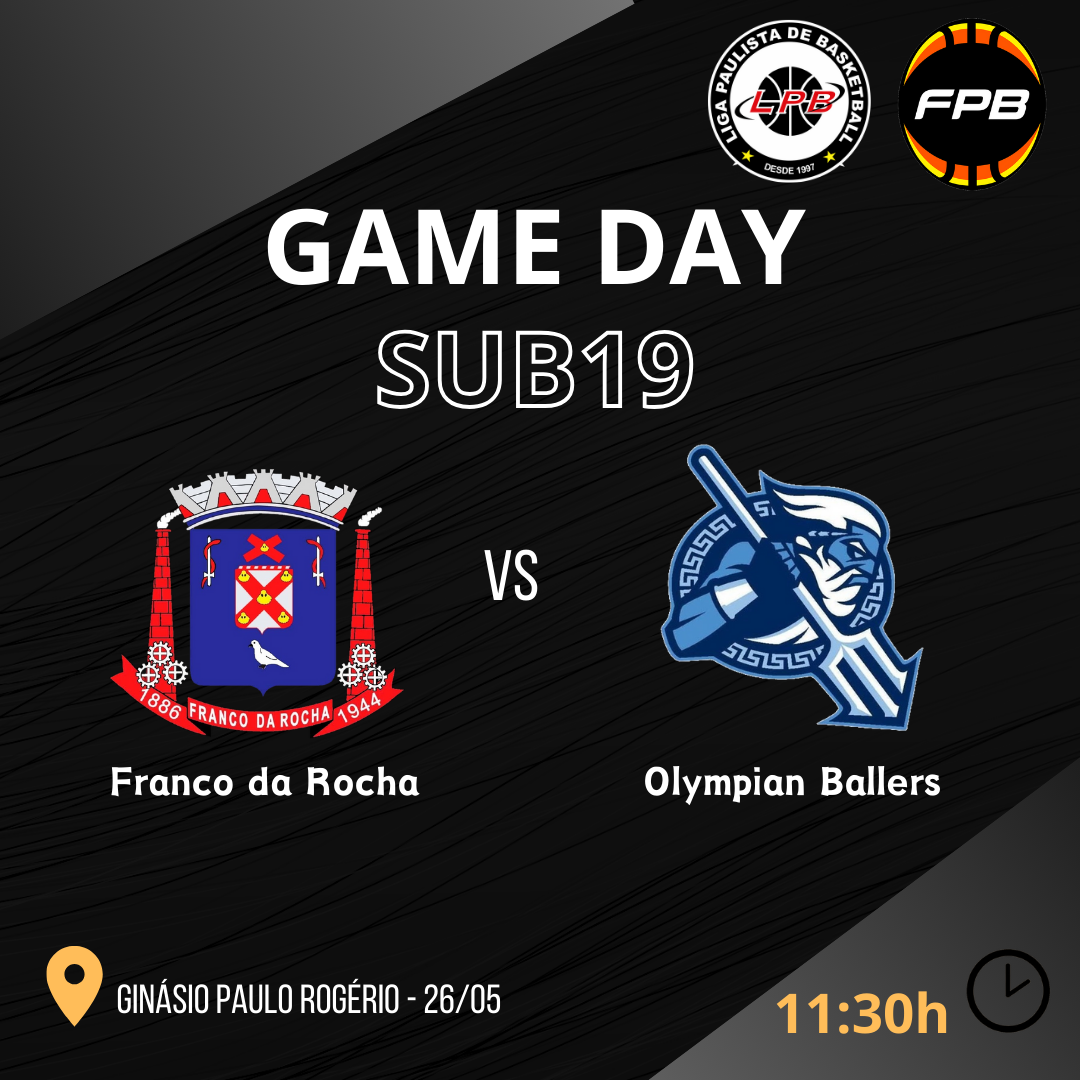 LIGA PAULISTA DE BASKETBALL
LPB
DESDE 1997
FPB
GAME DAY
SUB19
VS
1886 FRANCO DA ROCHA 1944
Franco da Rocha
Olympian Ballers
GINÁSIO PAULO ROGÉRIO - 26/05
11:30h